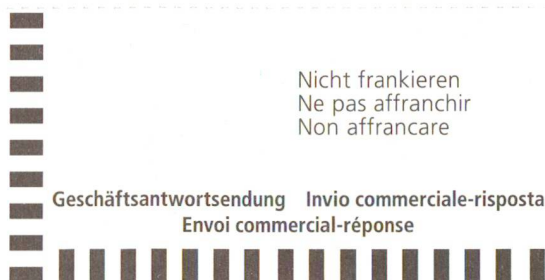 Nicht frankieren
Ne pas affranchir
Non affrancare
Geschäftsantwortsendung Invio commerciale-risposta
Envoi commercial-réponse